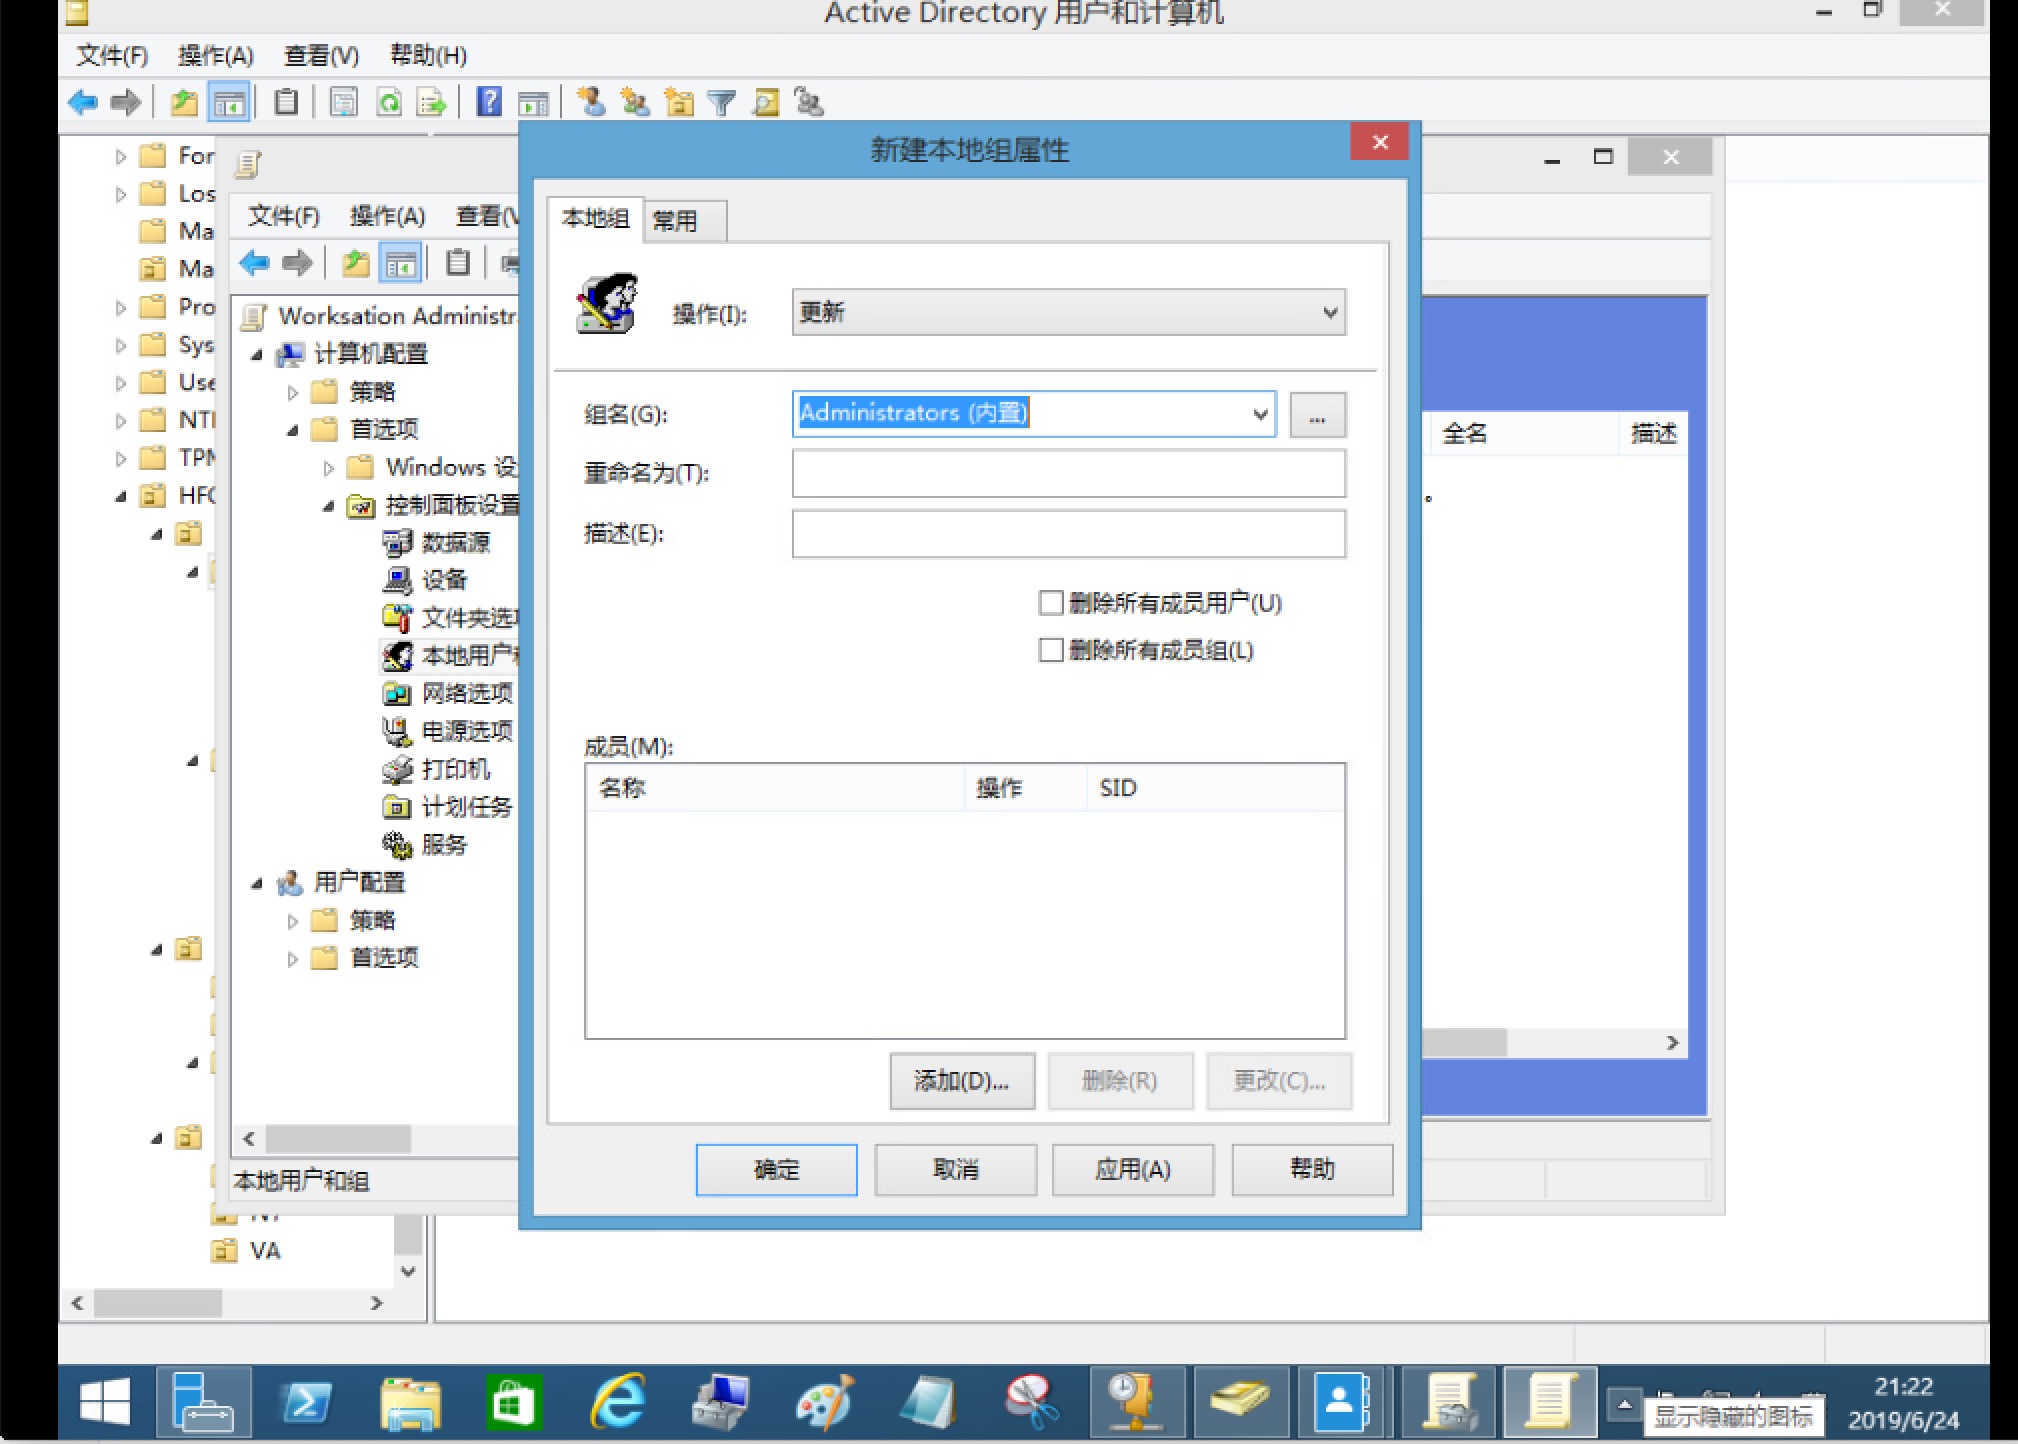 Active Directory 用户和计算机
文件(F) 操作(A) 查看(V) 帮助(H)
For
Los
Ma
Ma
Pro
Sys
Use
NTI
TPM
HFC
VA
文件(F) 操作(A) 查看(V
Worksation Administra
计算机配置
策略
首选项
Windows 设
控制面板设置
数据源
设备
文件夹选项
本地用户和
网络选项
电源选项
打印机
计划任务
服务
用户配置
策略
首选项
本地用户和组
新建本地组属性
本地组 常用
操作(I): 更新
组名(G): Administrators (内置) ...
重命名为(T):
描述(E):
删除所有成员用户(U)
删除所有成员组(L)
成员(M):
名称 操作 SID
添加(D)... 删除(R) 更改(C)...
确定 取消 应用(A) 帮助
全名 描述
。
显示隐藏的图标
21:22
2019/6/24